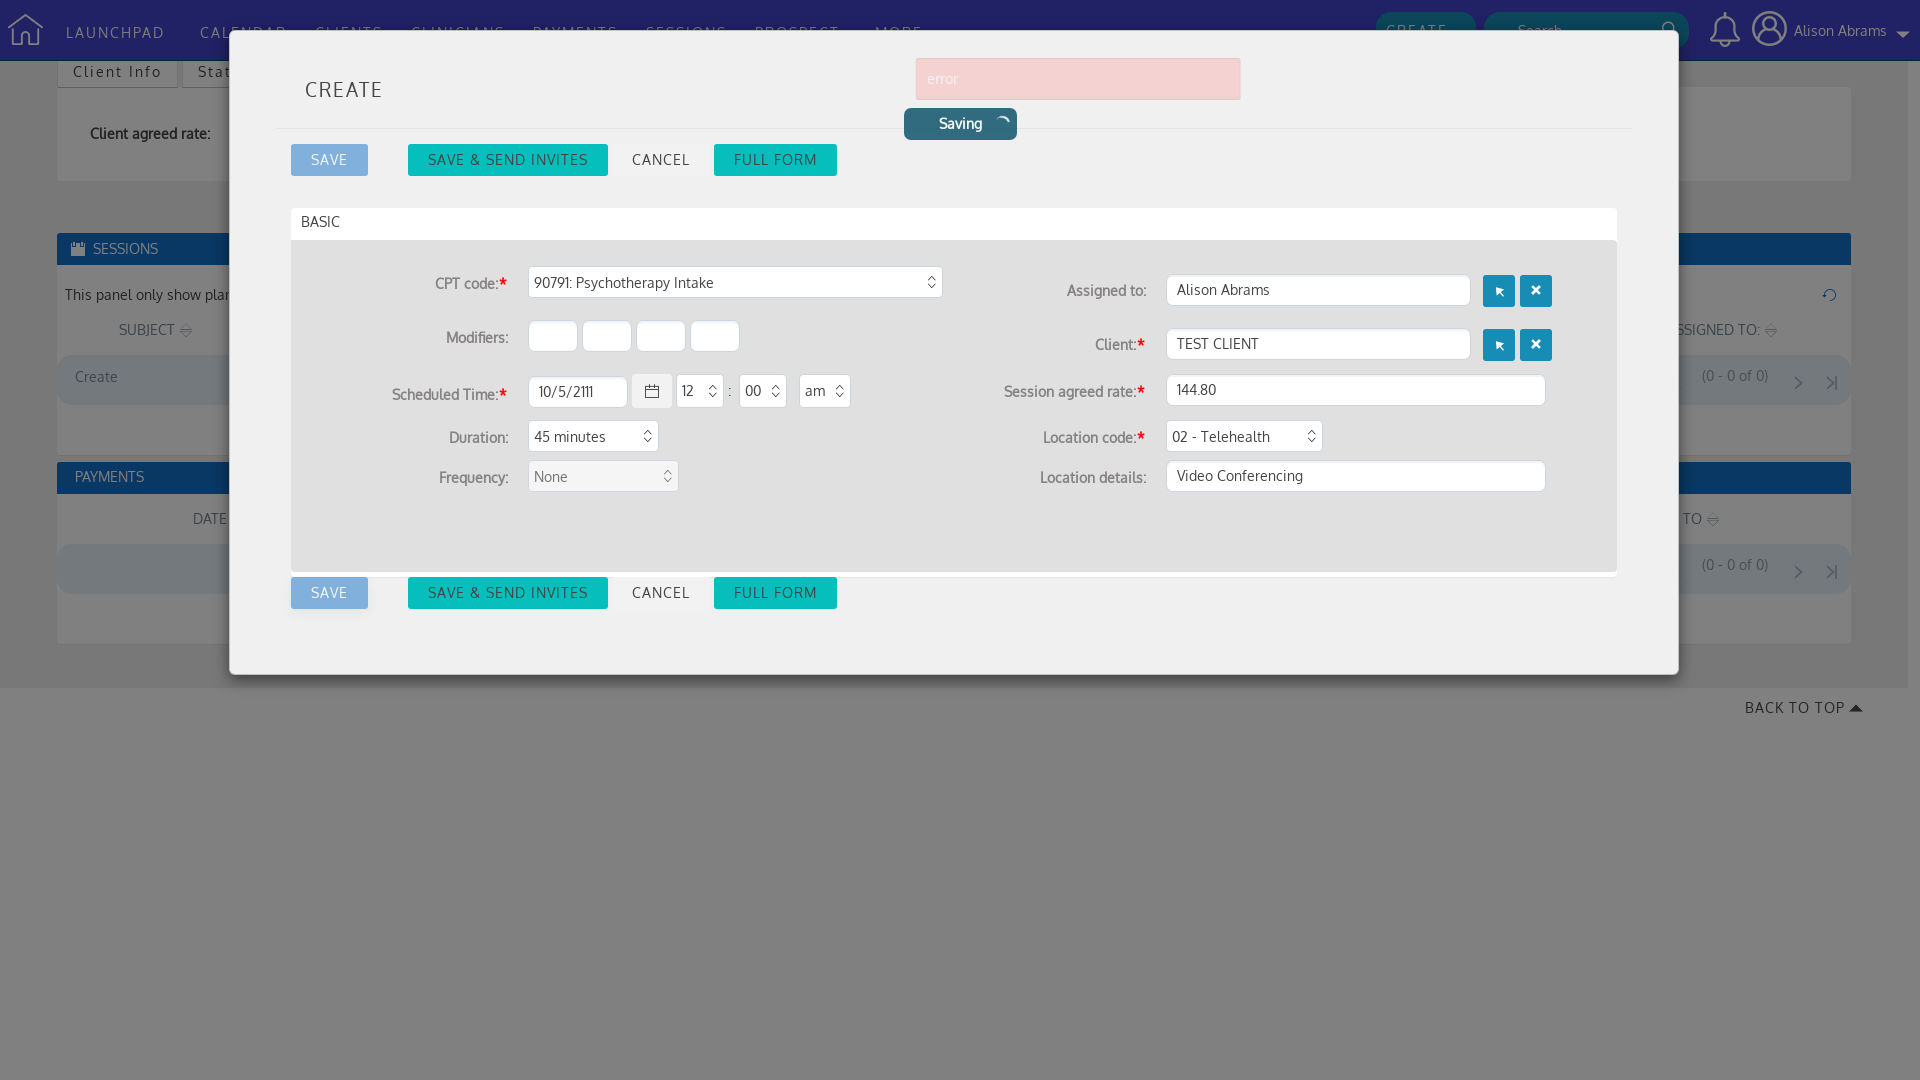 LAUNCHPAD CALENDAR CLIENTS CLINICIANS PAYMENTS SESSIONS PROSPECT MORE CREATE Search Alison Abrams
Client Info
CREATE
error
Saving
Client agreed rate:
SAVE SAVE & SEND INVITES CANCEL FULL FORM
BASIC
SESSIONS
CPT code:* 90791: Psychotherapy Intake
Assigned to: Alison Abrams
This panel only show
SUBJECT
Modifiers:
Client:* TEST CLIENT
ASSIGNED TO:
Create
Scheduled Time:* 10/5/2111 12 : 00 am
Session agreed rate:* 144.80
(0 - 0 of 0)
Duration: 45 minutes
Location code:* 02 - Telehealth
Frequency: None
Location details: Video Conferencing
PAYMENTS
DATE
TO
(0 - 0 of 0)
SAVE SAVE & SEND INVITES CANCEL FULL FORM
BACK TO TOP